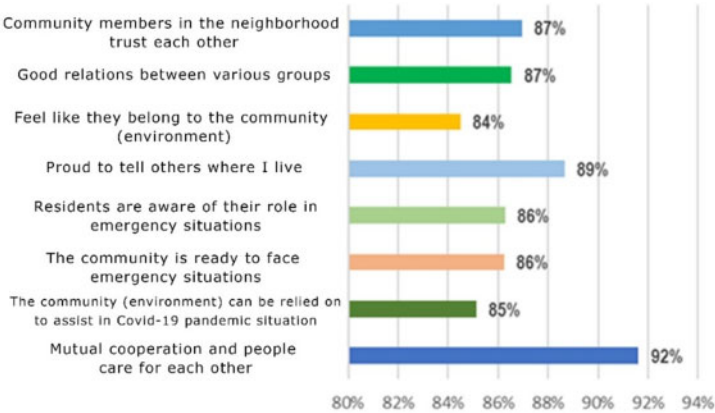 Community members in the neighborhood
trust each other
87%
Good relations between various groups
87%
Feel like they belong to the community
(environment)
84%
Proud to tell others where I live
89%
Residents are aware of their role in
emergency situations
86%
The community is ready to face
emergency situations
86%
The community (environment) can be relied on
to assist in Covid-19 pandemic situation
85%
Mutual cooperation and people
care for each other
92%
80% 82% 84% 86% 88% 90% 92% 94%